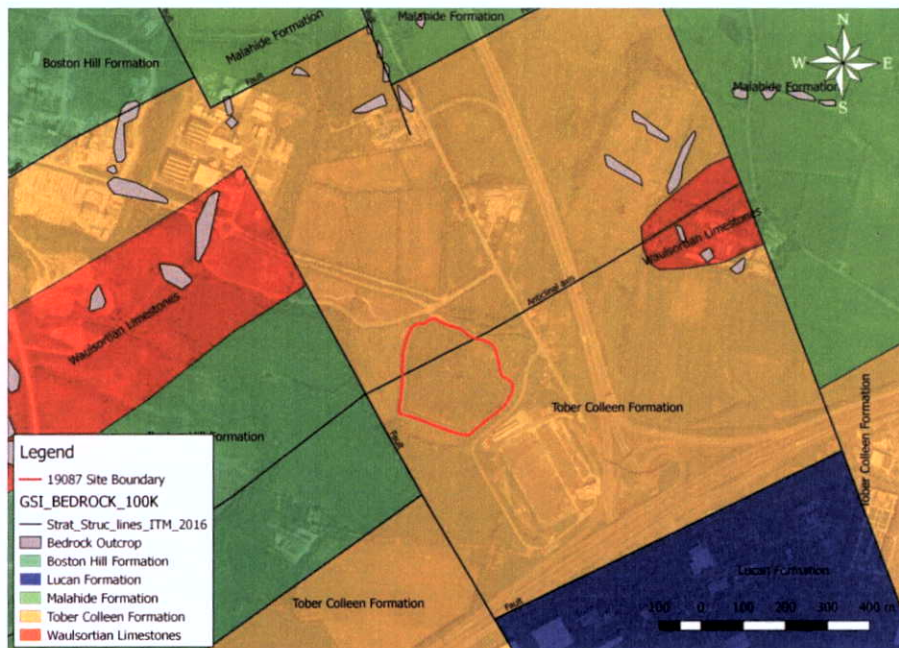 Malahide Formation
N
Boston Hill Formation
Malahide Formation
Fault
W E
S
Malahide Formation
Waulsortian Limestones
Anticlinal axis
Waulsortian Limestones
Tober Colleen Formation
Tober Colleen Formation
Fault
Hill Formation
Legend
19087 Site Boundary
GSI_BEDROCK_100K
Strat_Struc_lines_ITM_2016
Bedrock Outcrop
Boston Hill Formation
Lucan Formation
Malahide Formation
Tober Colleen Formation
Waulsortian Limestones
Tober Colleen Formation
Fault
Lucan Formation
100 0 100 200 300 400 m